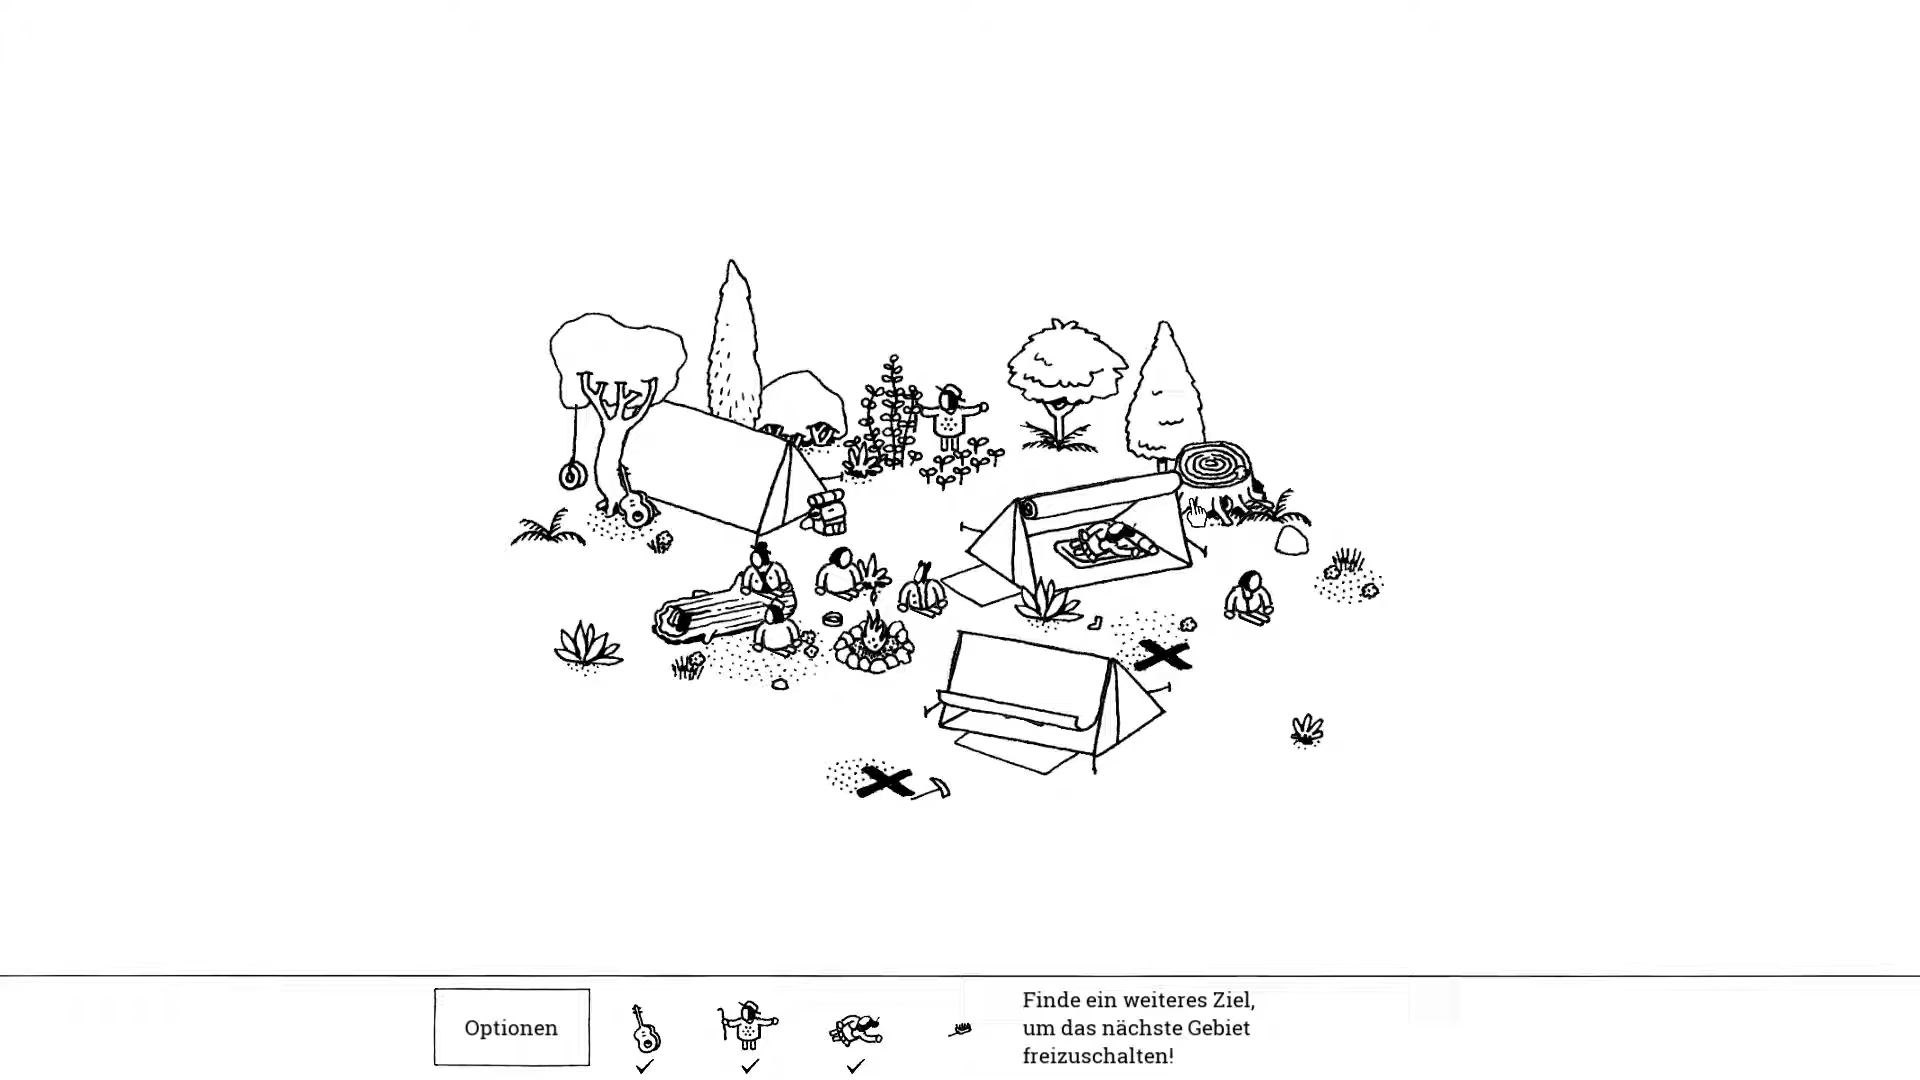 Optionen
Finde ein weiteres Ziel,
um das nächste Gebiet
freizuschalten!